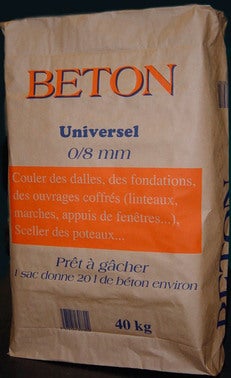 BETON
Universel
0/8 mm
Couler des dalles, des fondations,
des ouvrages coffrés (linteaux,
marches, appuis de fenêtres...),
Sceller des poteaux...
Prêt à gâcher
1 sac donne 20 l de béton environ
40 kg